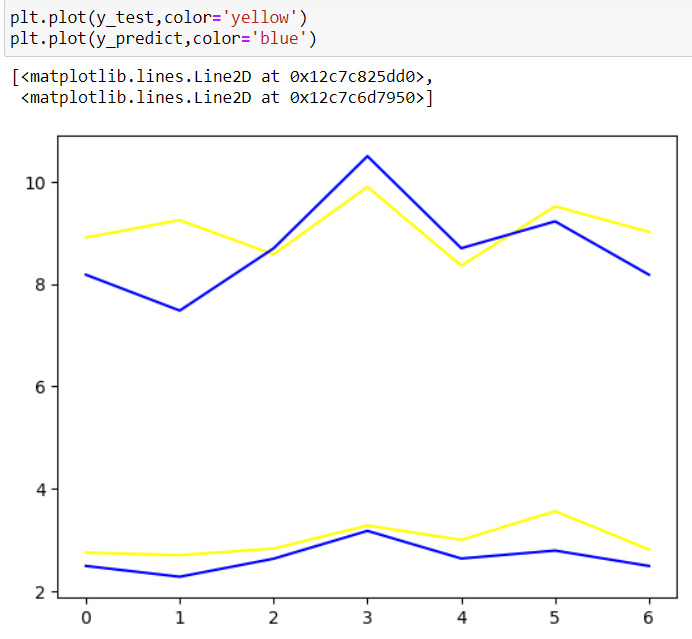 plt.plot(y_test,color='yellow')
plt.plot(y_predict,color='blue')
[<matplotlib.lines.Line2D at 0x12c7c825dd0>,
 <matplotlib.lines.Line2D at 0x12c7c6d7950>]
10
8
6
4
2
0 1 2 3 4 5 6